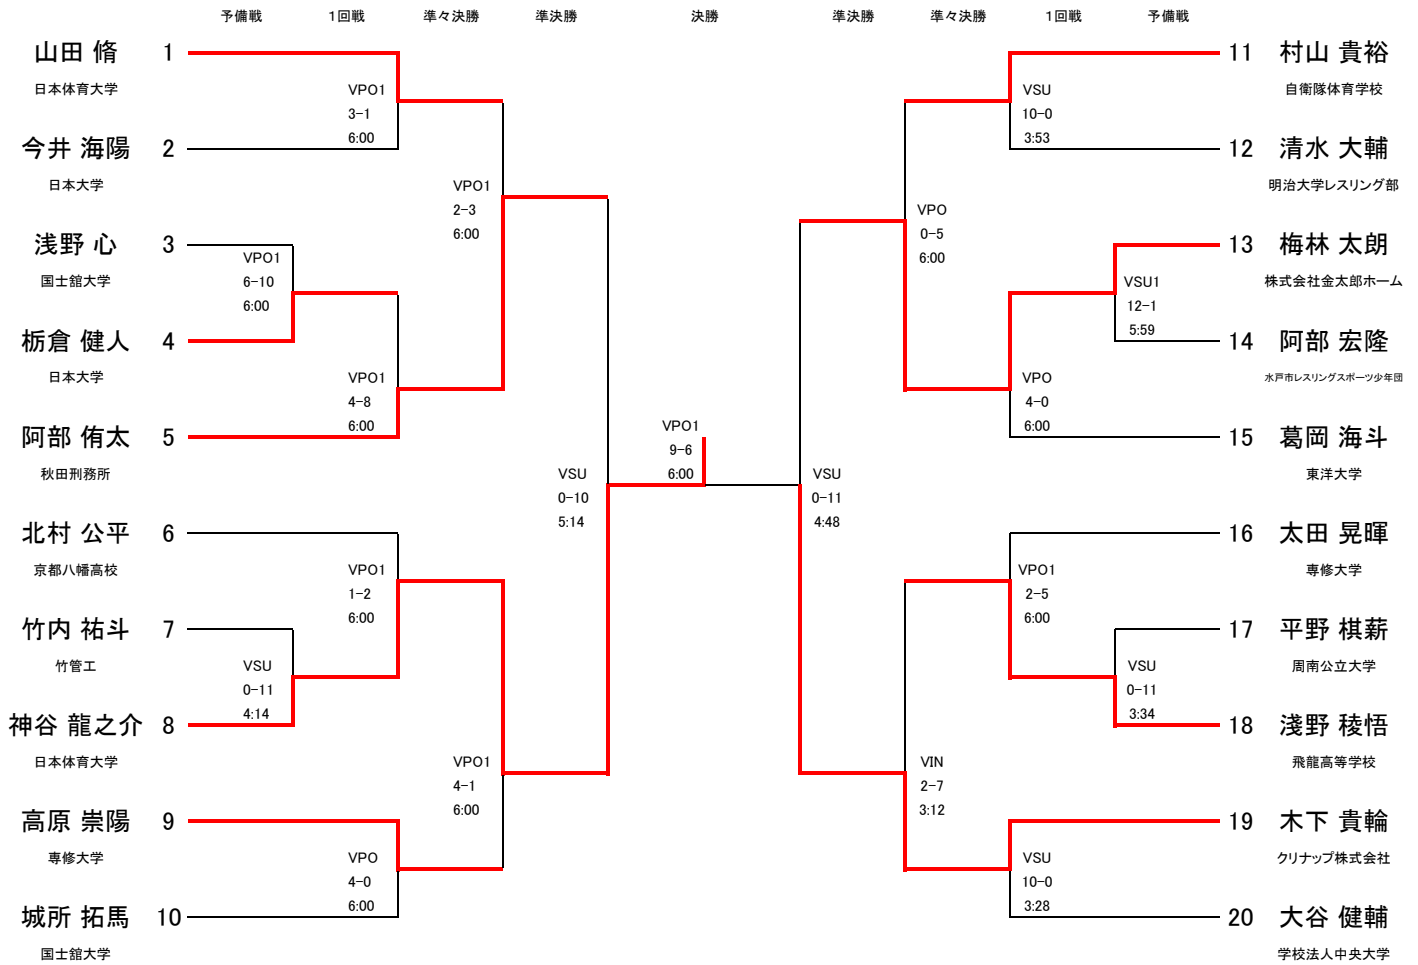 予備戦 1回戦 準々決勝 準決勝 決勝 準決勝 準々決勝 1回戦 予備戦
山田 脩 1
日本体育大学
VPO1
3-1
6:00
今井 海陽 2
日本大学
VPO1
2-3
6:00
浅野 心 3
国士舘大学
VPO1
6-10
6:00
栃倉 健人 4
日本大学
VPO1
4-8
6:00
阿部 侑太 5
秋田刑務所
VSU
0-10
5:14
北村 公平 6
京都八幡高校
VPO1
1-2
6:00
竹内 祐斗 7
竹管工
VSU
0-11
4:14
神谷 龍之介 8
日本体育大学
VPO1
4-1
6:00
高原 崇陽 9
専修大学
VPO
4-0
6:00
城所 拓馬 10
国士舘大学
VPO1
9-6
6:00
11 村山 貴裕
自衛隊体育学校
VSU
10-0
3:53
12 清水 大輔
明治大学レスリング部
VPO
0-5
6:00
13 梅林 太朗
株式会社金太郎ホーム
VSU1
12-1
5:59
14 阿部 宏隆
水戸市レスリングスポーツ少年団
VPO
4-0
6:00
15 葛岡 海斗
東洋大学
VSU
0-11
4:48
16 太田 晃暉
専修大学
VPO1
2-5
6:00
17 平野 棋薪
周南公立大学
VSU
0-11
3:34
18 淺野 稜悟
飛龍高等学校
VIN
2-7
3:12
19 木下 貴輪
クリナップ株式会社
VSU
10-0
3:28
20 大谷 健輔
学校法人中央大学